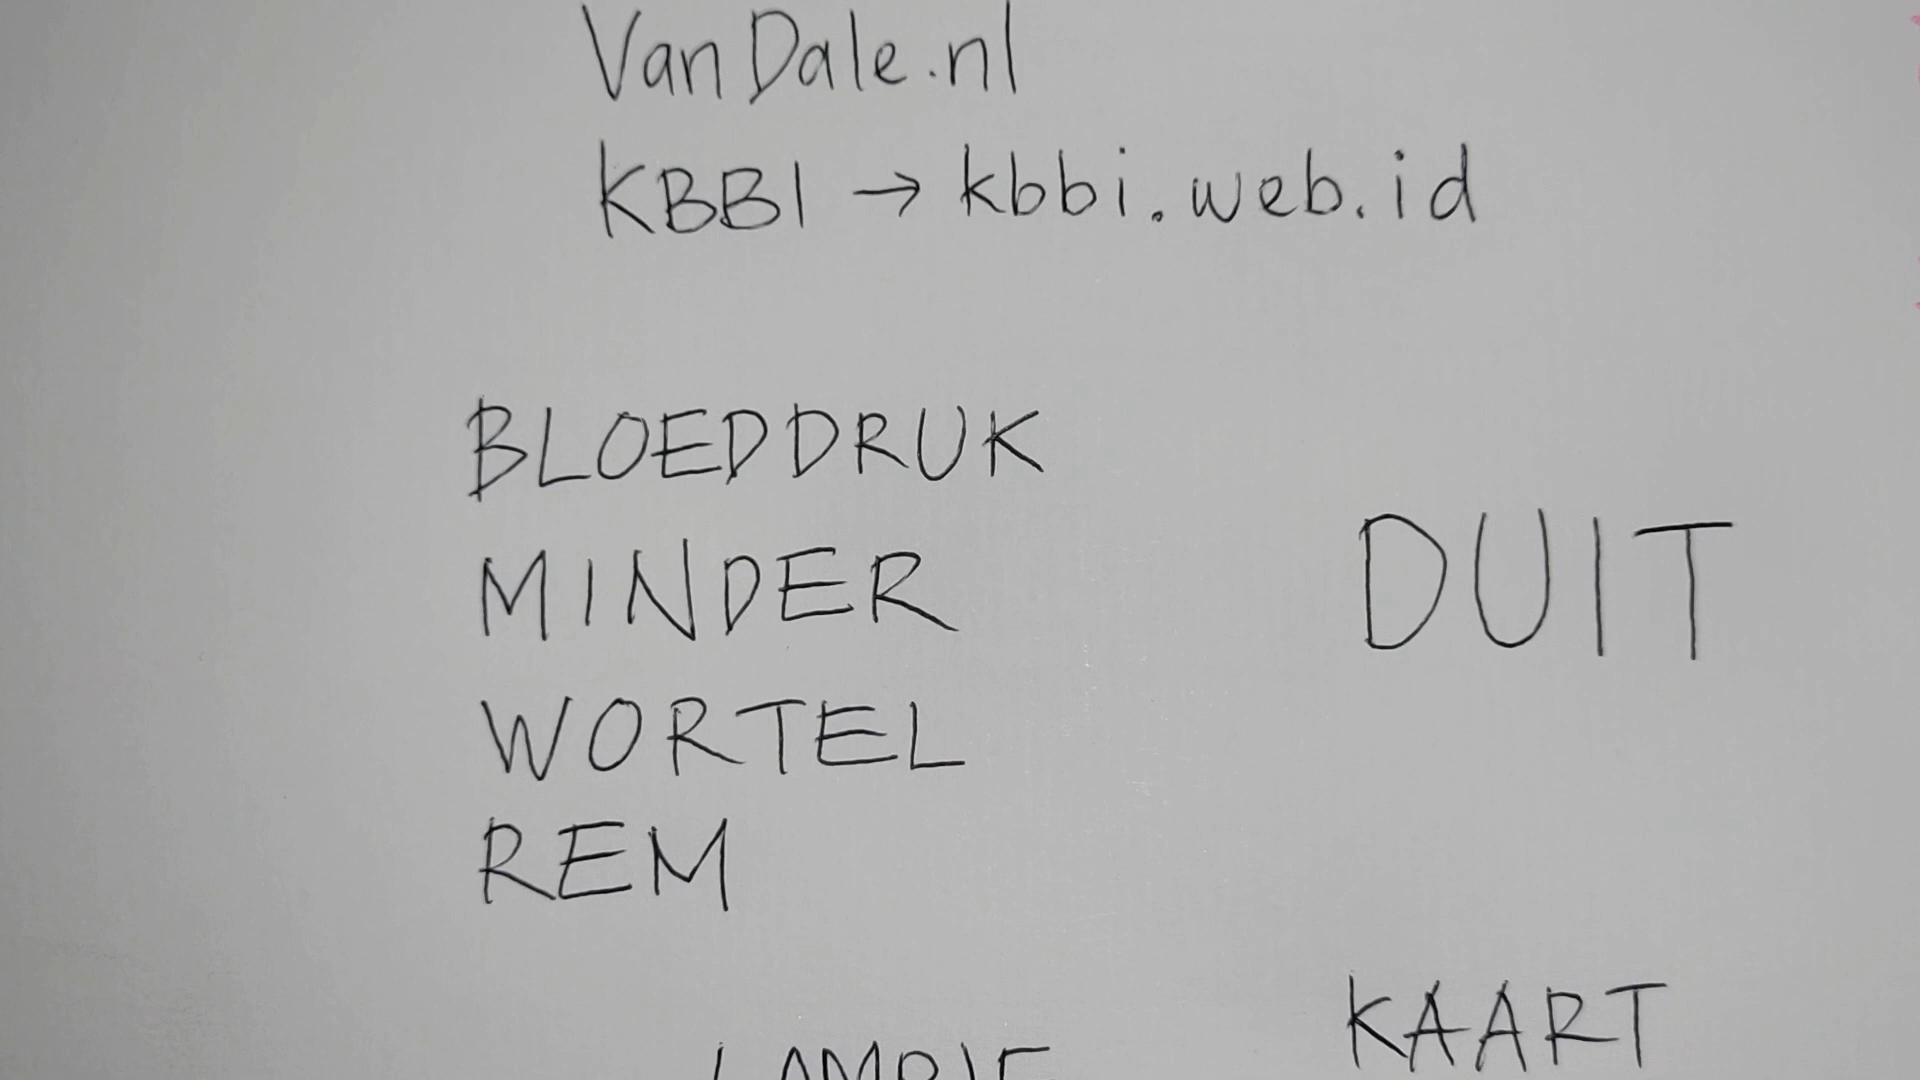 VanDale.nl
KBBI → kbbi.web.id
BLOEDDRUK
MINDER
DUIT
WORTEL
REM
KAART